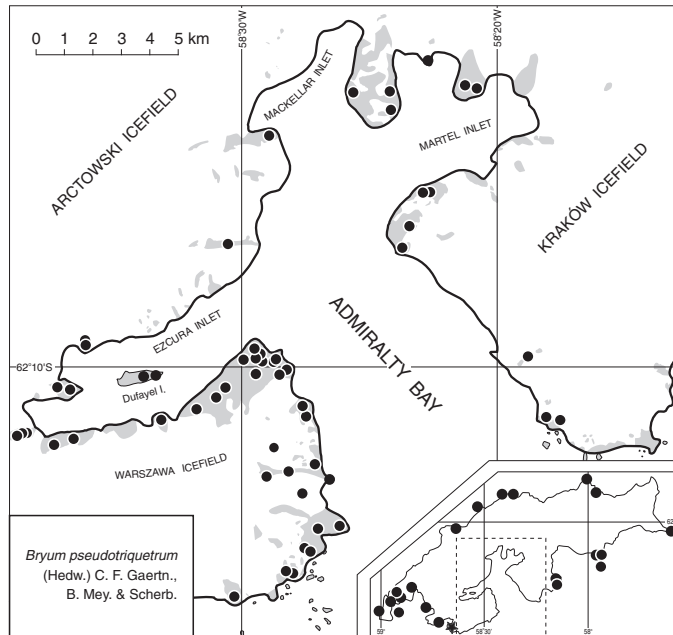 58°30'W
58°20'W
0 1 2 3 4 5 km
MACKELLAR INLET
ARCTOWSKI ICEFIELD
MARTEL INLET
KRAKÓW ICEFIELD
EZCURA INLET
ADMIRALTY BAY
62°10'S
Dufayel I.
WARSZAWA ICEFIELD
Bryum pseudotriquetrum
(Hedw.) C. F. Gaertn.,
B. Mey. & Scherb.
62°
59°
58°30'
58°